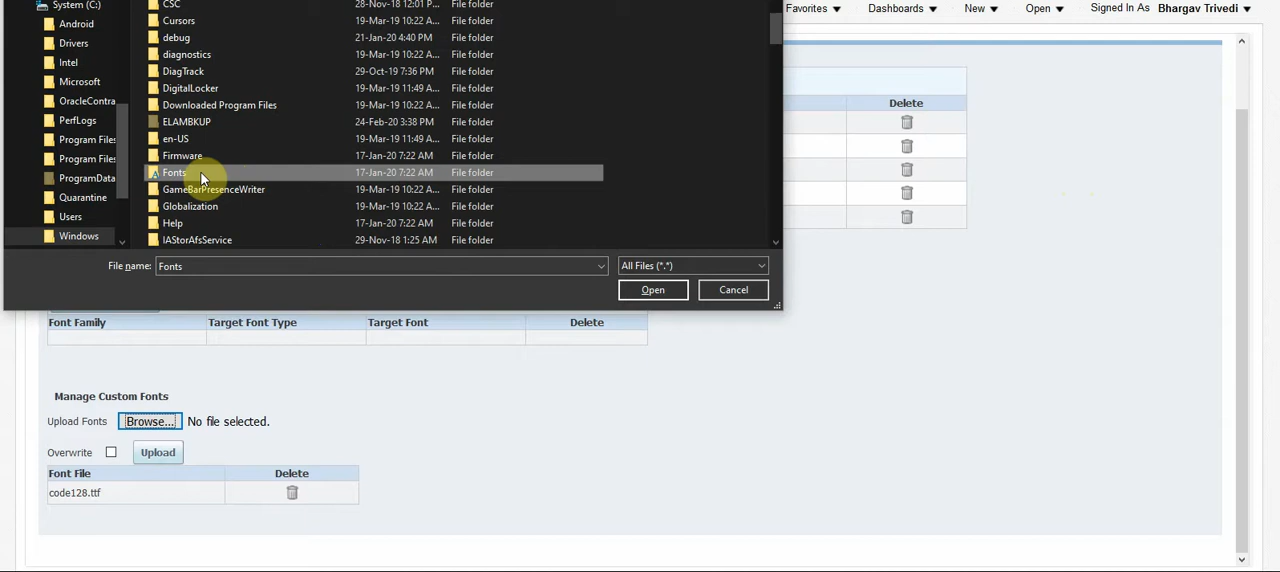 System (C:)
Android
Drivers
Intel
Microsoft
OracleContra
PerfLogs
Program Files
Program Files
ProgramData
Quarantine
Users
Windows
CSC 28-Nov-18 12:01 P... File folder
Cursors 19-Mar-19 10:22 A... File folder
debug 21-Jan-20 4:40 PM File folder
diagnostics 19-Mar-19 10:22 A... File folder
DiagTrack 29-Oct-19 7:36 PM File folder
DigitalLocker 19-Mar-19 11:49 A... File folder
Downloaded Program Files 19-Mar-19 10:22 A... File folder
ELAMBKUP 24-Feb-20 3:38 PM File folder
en-US 19-Mar-19 11:49 A... File folder
Firmware 17-Jan-20 7:22 AM File folder
Fonts 17-Jan-20 7:22 AM File folder
GameBarPresenceWriter 19-Mar-19 10:22 A... File folder
Globalization 19-Mar-19 10:22 A... File folder
Help 17-Jan-20 7:22 AM File folder
IAStorAfsService 29-Nov-18 1:25 AM File folder
File name: Fonts All Files (*.*)
Open Cancel
Favorites Dashboards New Open Signed In As Bhargav Trivedi
Delete
Font Family Target Font Type Target Font Delete
Manage Custom Fonts
Upload Fonts Browse... No file selected.
Overwrite Upload
Font File Delete
code128.ttf